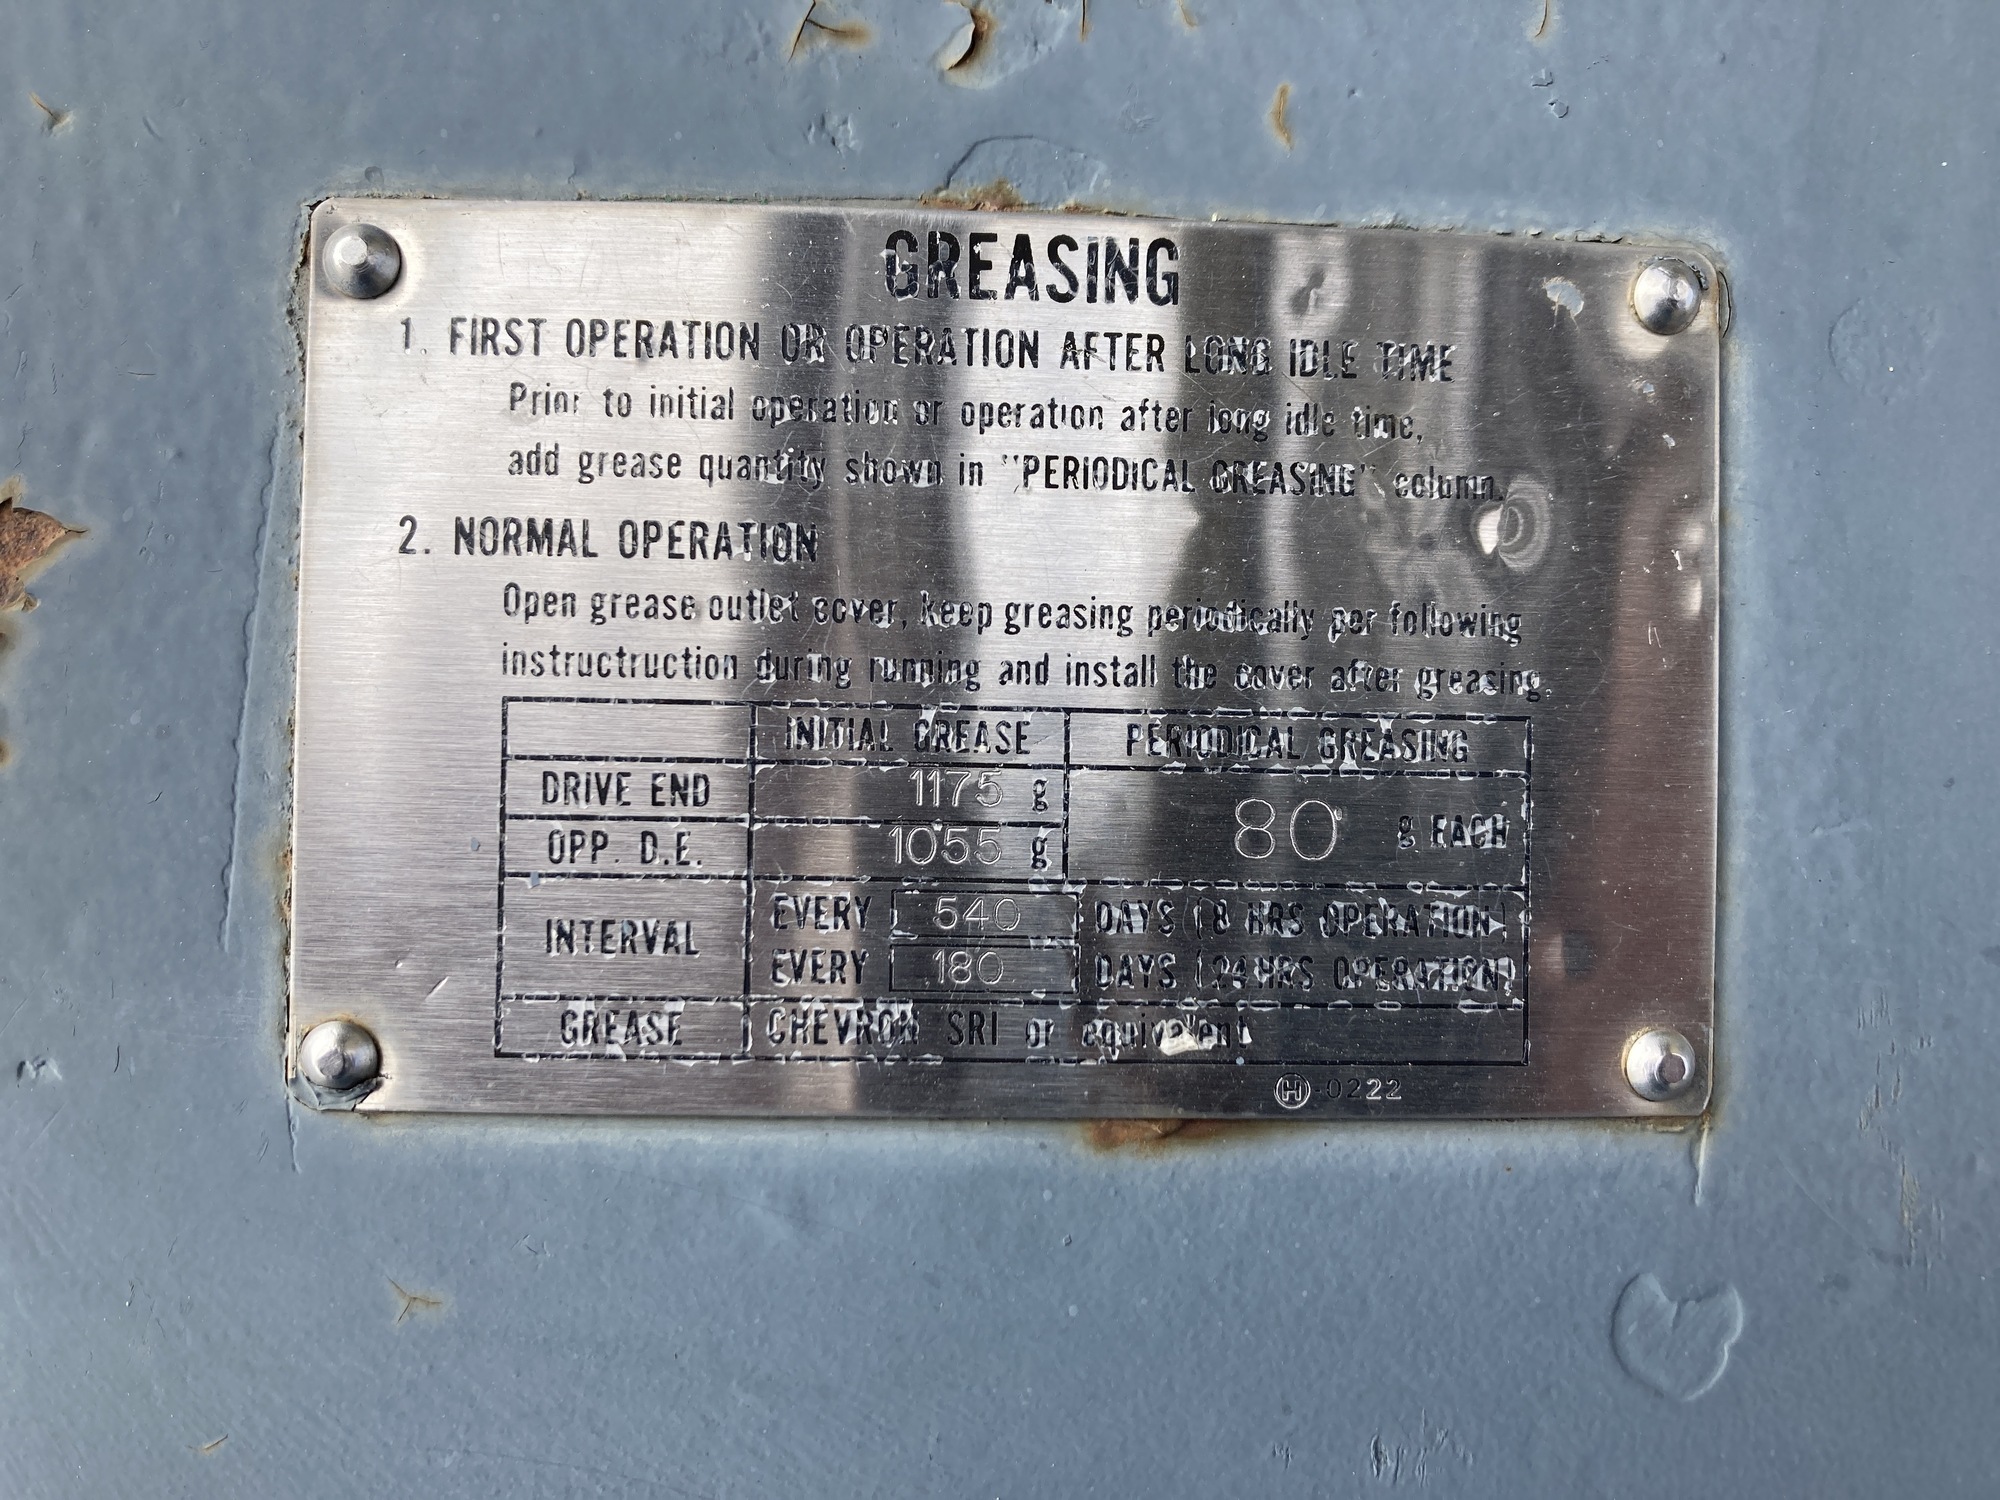 GREASING
1. FIRST OPERATION OR OPERATION AFTER LONG IDLE TIME
Prior to initial operation or operation after long idle time,
add grease quantity shown in "PERIODICAL GREASING" column.
2. NORMAL OPERATION
Open grease outlet cover, keep greasing periodically per following
instructruction during running and install the cover after greasing.
INITIAL GREASE PERIODICAL GREASING
DRIVE END 1175 g
80 g EACH
OPP. D.E. 1055 g
INTERVAL
EVERY 540 DAYS (8 HRS OPERATION)
EVERY 180 DAYS (24 HRS OPERATION)
GREASE CHEVRON SRI or equivalent
H-0222